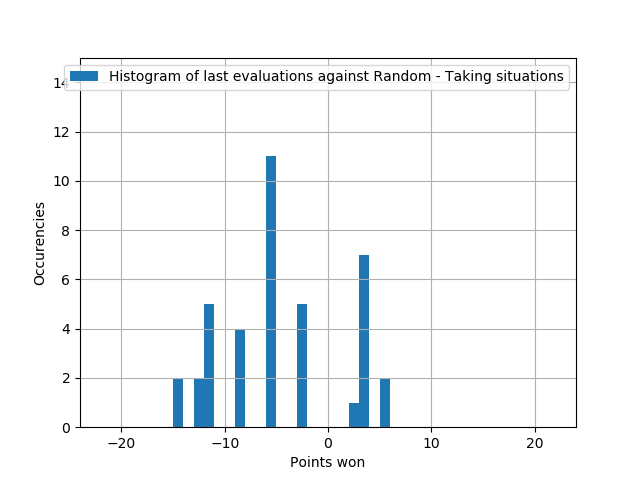 Histogram of last evaluations against Random - Taking situations
14
12
10
8
6
4
2
0
Occurencies
−20 −10 0 10 20
Points won